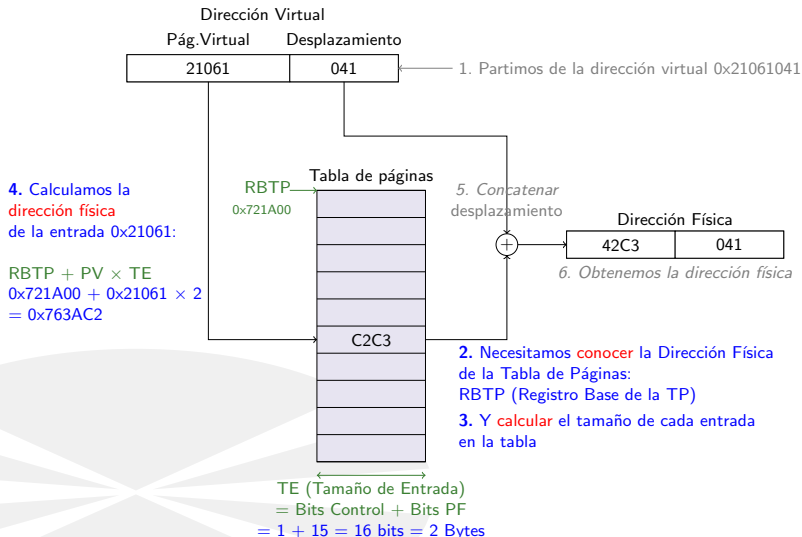 Dirección Virtual
Pág.Virtual Desplazamiento
21061 041
1. Partimos de la dirección virtual 0x21061041
4. Calculamos la
dirección física
de la entrada 0x21061:
RBTP + PV × TE
0x721A00 + 0x21061 × 2
= 0x763AC2
RBTP
0x721A00
Tabla de páginas
C2C3
5. Concatenar
desplazamiento
+
Dirección Física
42C3 041
6. Obtenemos la dirección física
2. Necesitamos conocer la Dirección Física
de la Tabla de Páginas:
RBTP (Registro Base de la TP)
3. Y calcular el tamaño de cada entrada
en la tabla
TE (Tamaño de Entrada)
= Bits Control + Bits PF
= 1 + 15 = 16 bits = 2 Bytes